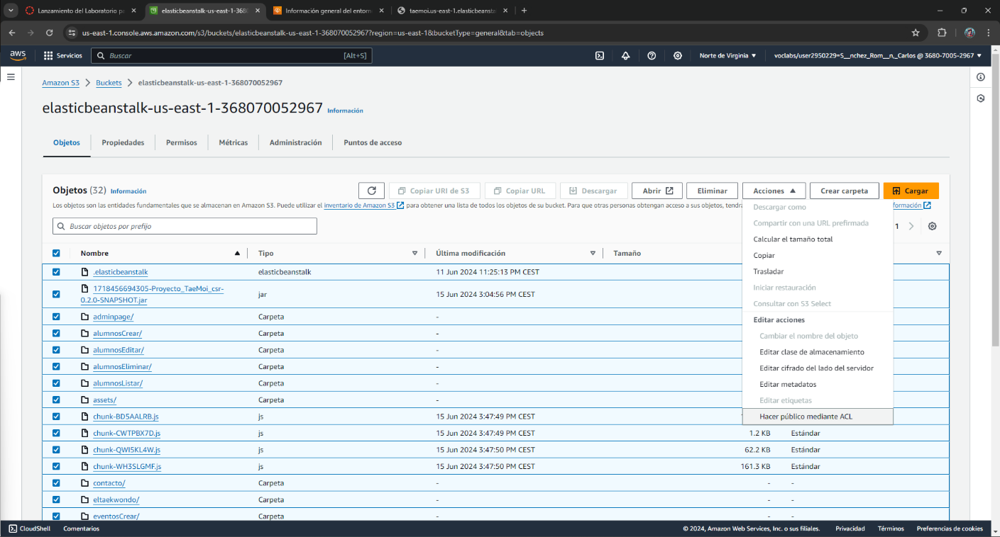 Lanzamiento del Laboratorio pa
elasticbeanstalk-us-east-1-3680
Información general del entorn
taemoi.us-east-1.elasticbeansta
us-east-1.console.aws.amazon.com/s3/buckets/elasticbeanstalk-us-east-1-368070052967?region=us-east-1&bucketType=general&tab=objects
aws
Servicios
Buscar
[Alt+S]
Norte de Virginia
voclabs/user2950229=S__nchez_Rom__n,_Carlos @ 3680-7005-2967
Amazon S3
Buckets
elasticbeanstalk-us-east-1-368070052967
elasticbeanstalk-us-east-1-368070052967 Información
Objetos
Propiedades
Permisos
Métricas
Administración
Puntos de acceso
Objetos (32) Información
Copiar URI de S3
Copiar URL
Descargar
Abrir
Eliminar
Acciones
Crear carpeta
Cargar
Los objetos son las entidades fundamentales que se almacenan en Amazon S3. Puede utilizar el inventario de Amazon S3 para obtener una lista de todos los objetos de su bucket. Para que otras personas obtengan acceso a sus objetos, tendrá
formación
Buscar objetos por prefijo
1
Descargar como
Compartir con una URL prefirmada
Calcular el tamaño total
Copiar
Trasladar
Iniciar restauración
Consultar con S3 Select
Editar acciones
Cambiar el nombre del objeto
Editar clase de almacenamiento
Editar cifrado del lado del servidor
Editar metadatos
Editar etiquetas
Hacer público mediante ACL
Nombre Tipo Última modificación Tamaño
.elasticbeanstalk elasticbeanstalk 11 Jun 2024 11:25:13 PM CEST
1718456694305-Proyecto_TaeMoi_csr-
0.2.0-SNAPSHOT.jar
jar 15 Jun 2024 3:04:56 PM CEST
adminpage/ Carpeta -
alumnosCrear/ Carpeta -
alumnosEditar/ Carpeta -
alumnosEliminar/ Carpeta -
alumnosListar/ Carpeta -
assets/ Carpeta -
chunk-BD5AALRB.js js 15 Jun 2024 3:47:49 PM CEST
chunk-CWTPBX7D.js js 15 Jun 2024 3:47:49 PM CEST 1.2 KB Estándar
chunk-QWI5KL4W.js js 15 Jun 2024 3:47:50 PM CEST 62.2 KB Estándar
chunk-WH3SLGMF.js js 15 Jun 2024 3:47:50 PM CEST 161.3 KB Estándar
contacto/ Carpeta - - -
eltaekwondo/ Carpeta - - -
eventosCrear/ Carpeta - - -
CloudShell
Comentarios
© 2024, Amazon Web Services, Inc. o sus filiales.
Privacidad
Términos
Preferencias de cookies